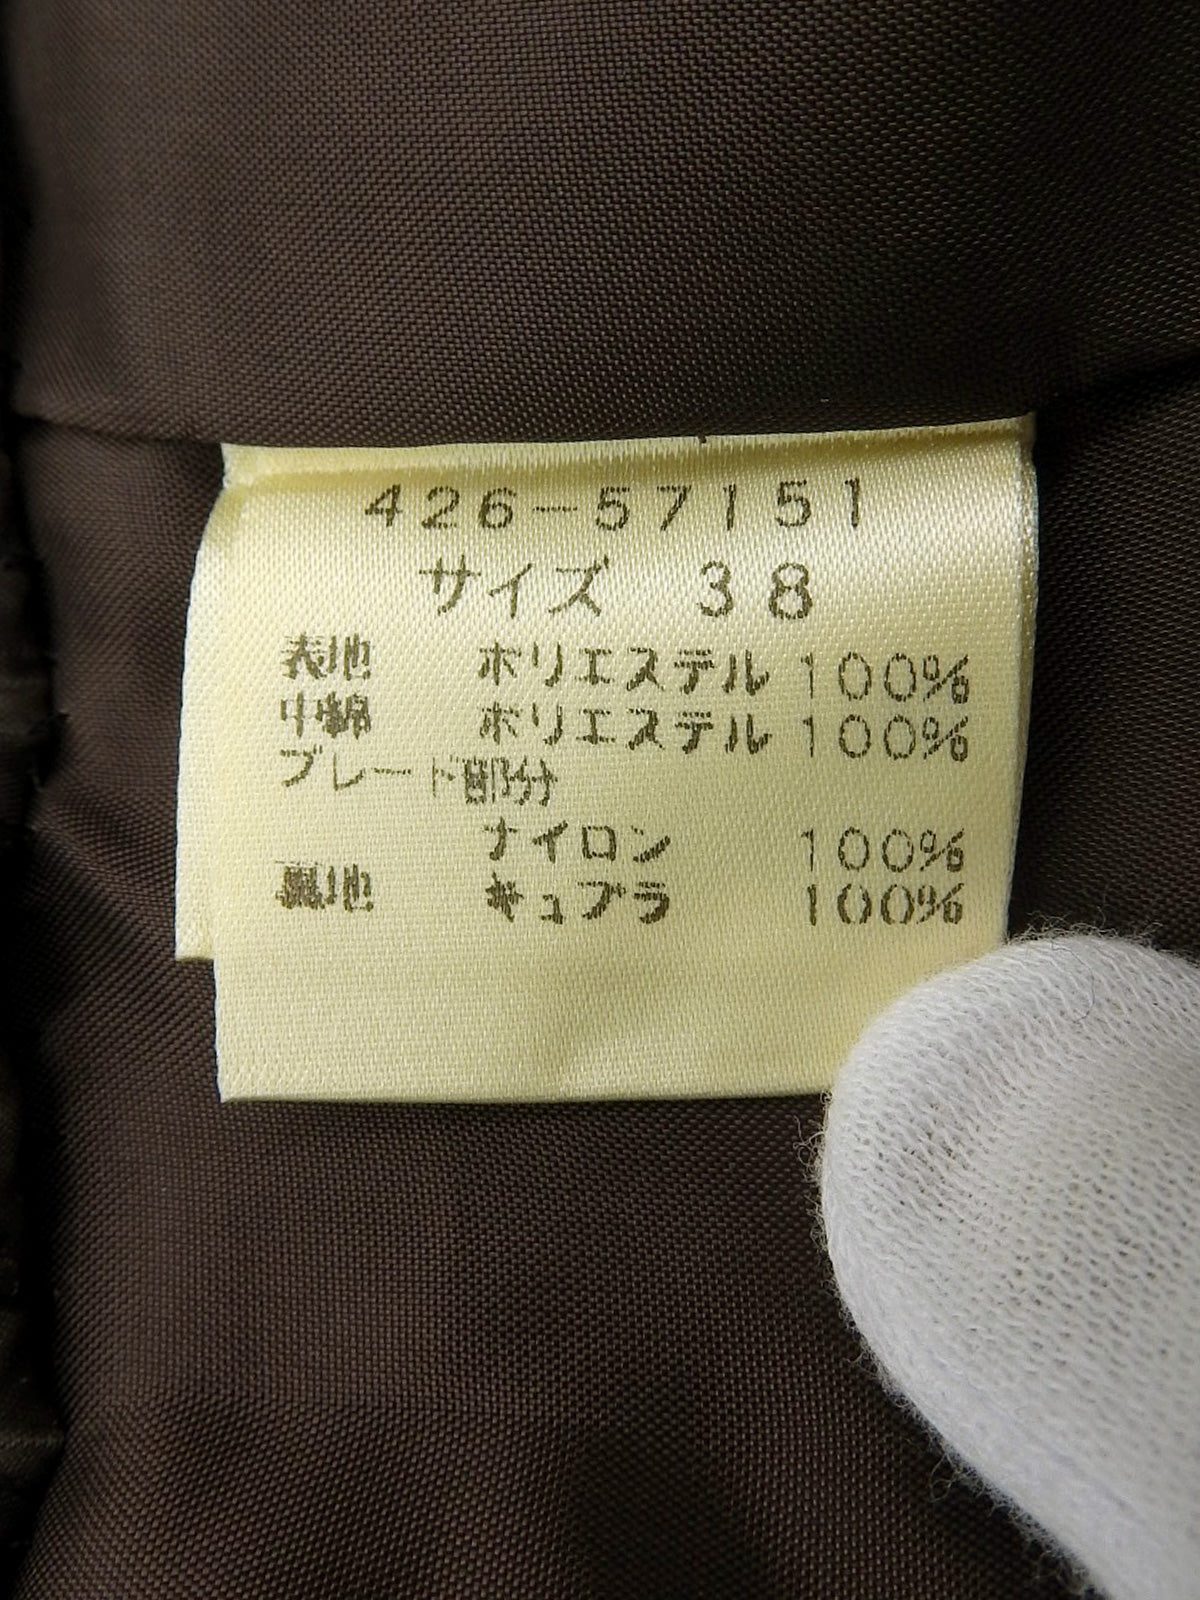 426-57151
サイズ 38
表地 ポリエステル 100%
中綿 ポリエステル 100%
ブレード部分
ナイロン 100%
裏地 キュプラ 100%